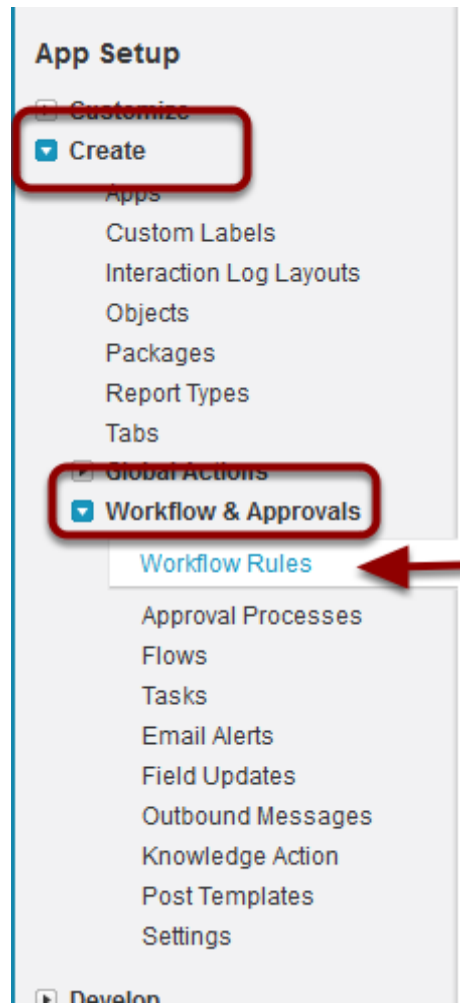 App Setup
Customize
Create
Apps
Custom Labels
Interaction Log Layouts
Objects
Packages
Report Types
Tabs
Global Actions
Workflow & Approvals
Workflow Rules
Approval Processes
Flows
Tasks
Email Alerts
Field Updates
Outbound Messages
Knowledge Action
Post Templates
Settings
Develop